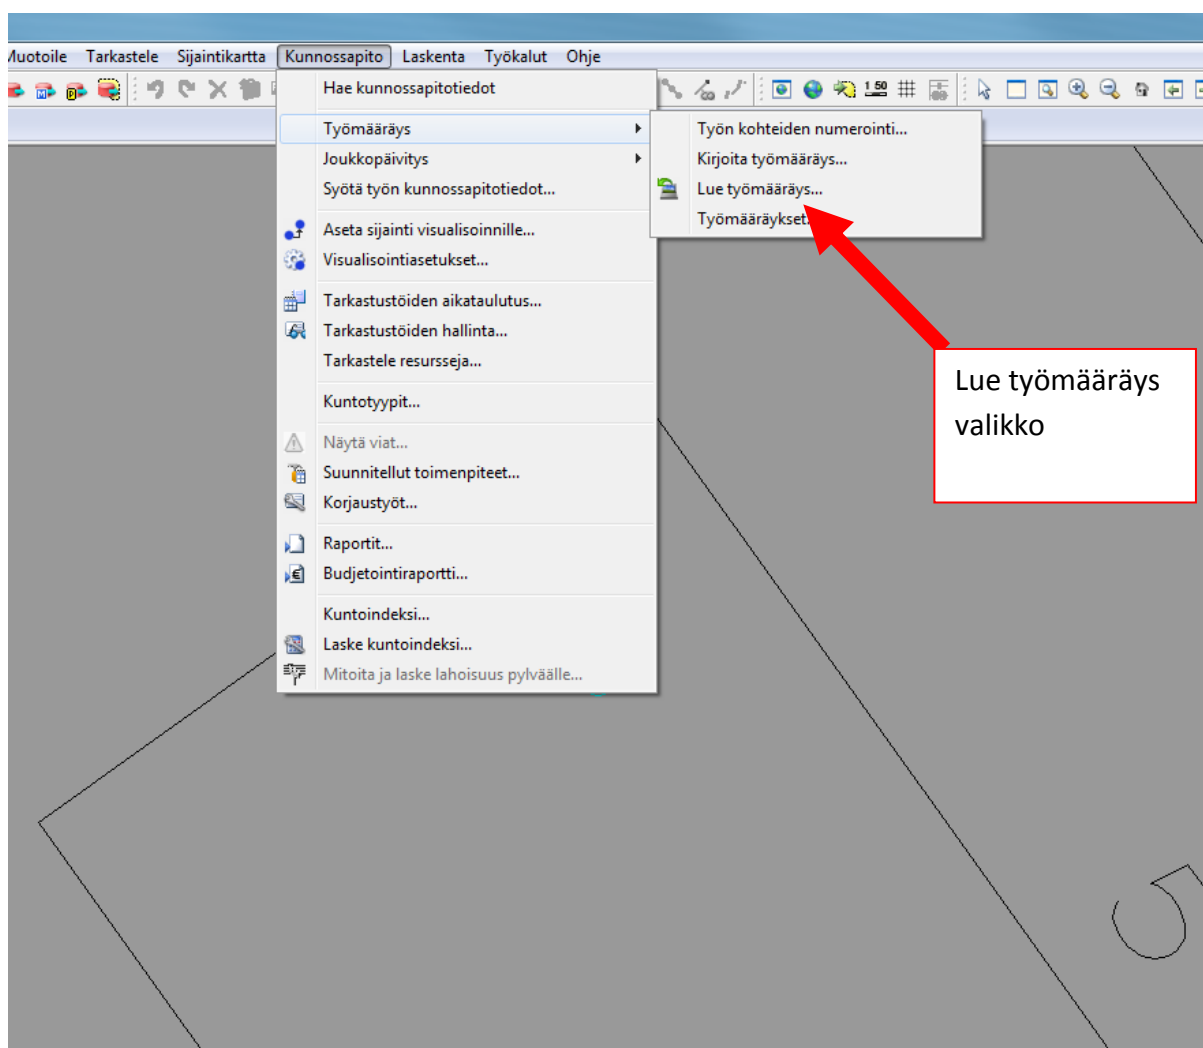 Muotoile Tarkastele Sijaintikartta Kunnossapito Laskenta Työkalut Ohje
Hae kunnossapitotiedot
Työmääräys
Joukkopäivitys
Syötä työn kunnossapitotiedot...
Aseta sijainti visualisoinnille...
Visualisointiasetukset...
Tarkastustöiden aikataulutus...
Tarkastustöiden hallinta...
Tarkastele resursseja...
Kuntotyypit...
Näytä viat...
Suunnitellut toimenpiteet...
Korjaustyöt...
Raportit...
Budjetointiraportti...
Kuntoindeksi...
Laske kuntoindeksi...
Mitoita ja laske lahoisuus pylväälle...
Työn kohteiden numerointi...
Kirjoita työmääräys...
Lue työmääräys...
Työmääräykset...
Lue työmääräys
valikko
1:50
5